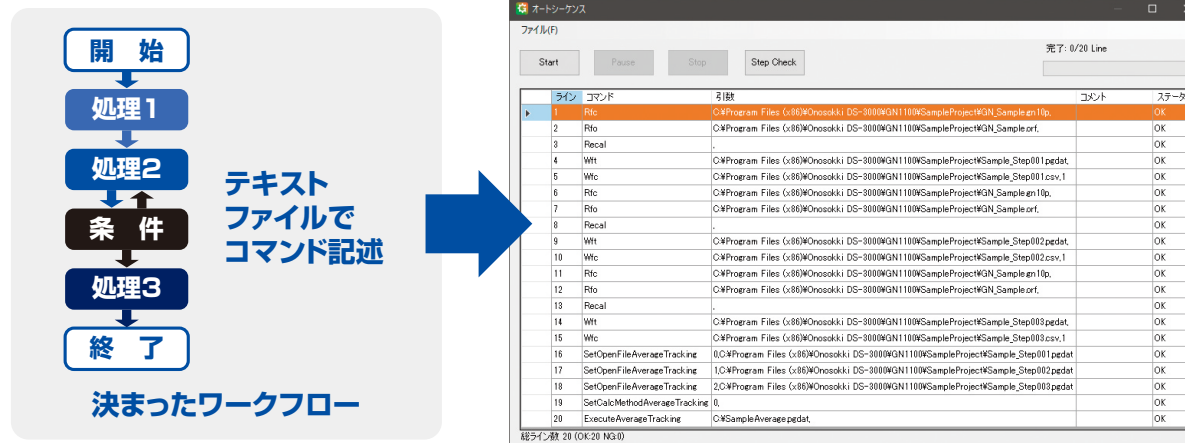 開 始
処理1
処理2
条 件
処理3
終 了
テキスト
ファイルで
コマンド記述
決まったワークフロー
オートシーケンス
ファイル(F)
Start Pause Stop Step Check
完了: 0/20 Line
ライン コマンド 引数 コメント ステータ
1 Rfc C:¥Program Files (x86)¥Onosokki DS-3000¥GN1100¥SampleProject¥GN_Sample.gn10p, OK
2 Rfo C:¥Program Files (x86)¥Onosokki DS-3000¥GN1100¥SampleProject¥GN_Sample.orf, OK
3 Recal , OK
4 Wft C:¥Program Files (x86)¥Onosokki DS-3000¥GN1100¥SampleProject¥Sample_Step001.pgdat, OK
5 Wfc C:¥Program Files (x86)¥Onosokki DS-3000¥GN1100¥SampleProject¥Sample_Step001.csv,1 OK
6 Rfc C:¥Program Files (x86)¥Onosokki DS-3000¥GN1100¥SampleProject¥GN_Sample.gn10p, OK
7 Rfo C:¥Program Files (x86)¥Onosokki DS-3000¥GN1100¥SampleProject¥GN_Sample.orf, OK
8 Recal , OK
9 Wft C:¥Program Files (x86)¥Onosokki DS-3000¥GN1100¥SampleProject¥Sample_Step002.pgdat, OK
10 Wfc C:¥Program Files (x86)¥Onosokki DS-3000¥GN1100¥SampleProject¥Sample_Step002.csv,1 OK
11 Rfc C:¥Program Files (x86)¥Onosokki DS-3000¥GN1100¥SampleProject¥GN_Sample.gn10p, OK
12 Rfo C:¥Program Files (x86)¥Onosokki DS-3000¥GN1100¥SampleProject¥GN_Sample.orf, OK
13 Recal , OK
14 Wft C:¥Program Files (x86)¥Onosokki DS-3000¥GN1100¥SampleProject¥Sample_Step003.pgdat, OK
15 Wfc C:¥Program Files (x86)¥Onosokki DS-3000¥GN1100¥SampleProject¥Sample_Step003.csv,1 OK
16 SetOpenFileAverageTracking 0,C:¥Program Files (x86)¥Onosokki DS-3000¥GN1100¥SampleProject¥Sample_Step001.pgdat OK
17 SetOpenFileAverageTracking 1,C:¥Program Files (x86)¥Onosokki DS-3000¥GN1100¥SampleProject¥Sample_Step002.pgdat OK
18 SetOpenFileAverageTracking 2,C:¥Program Files (x86)¥Onosokki DS-3000¥GN1100¥SampleProject¥Sample_Step003.pgdat OK
19 SetCalcMethodAverageTracking 0, OK
20 ExecuteAverageTracking C:¥SampleAverage.pgdat, OK
総ライン数 20 (OK:20 NG:0)